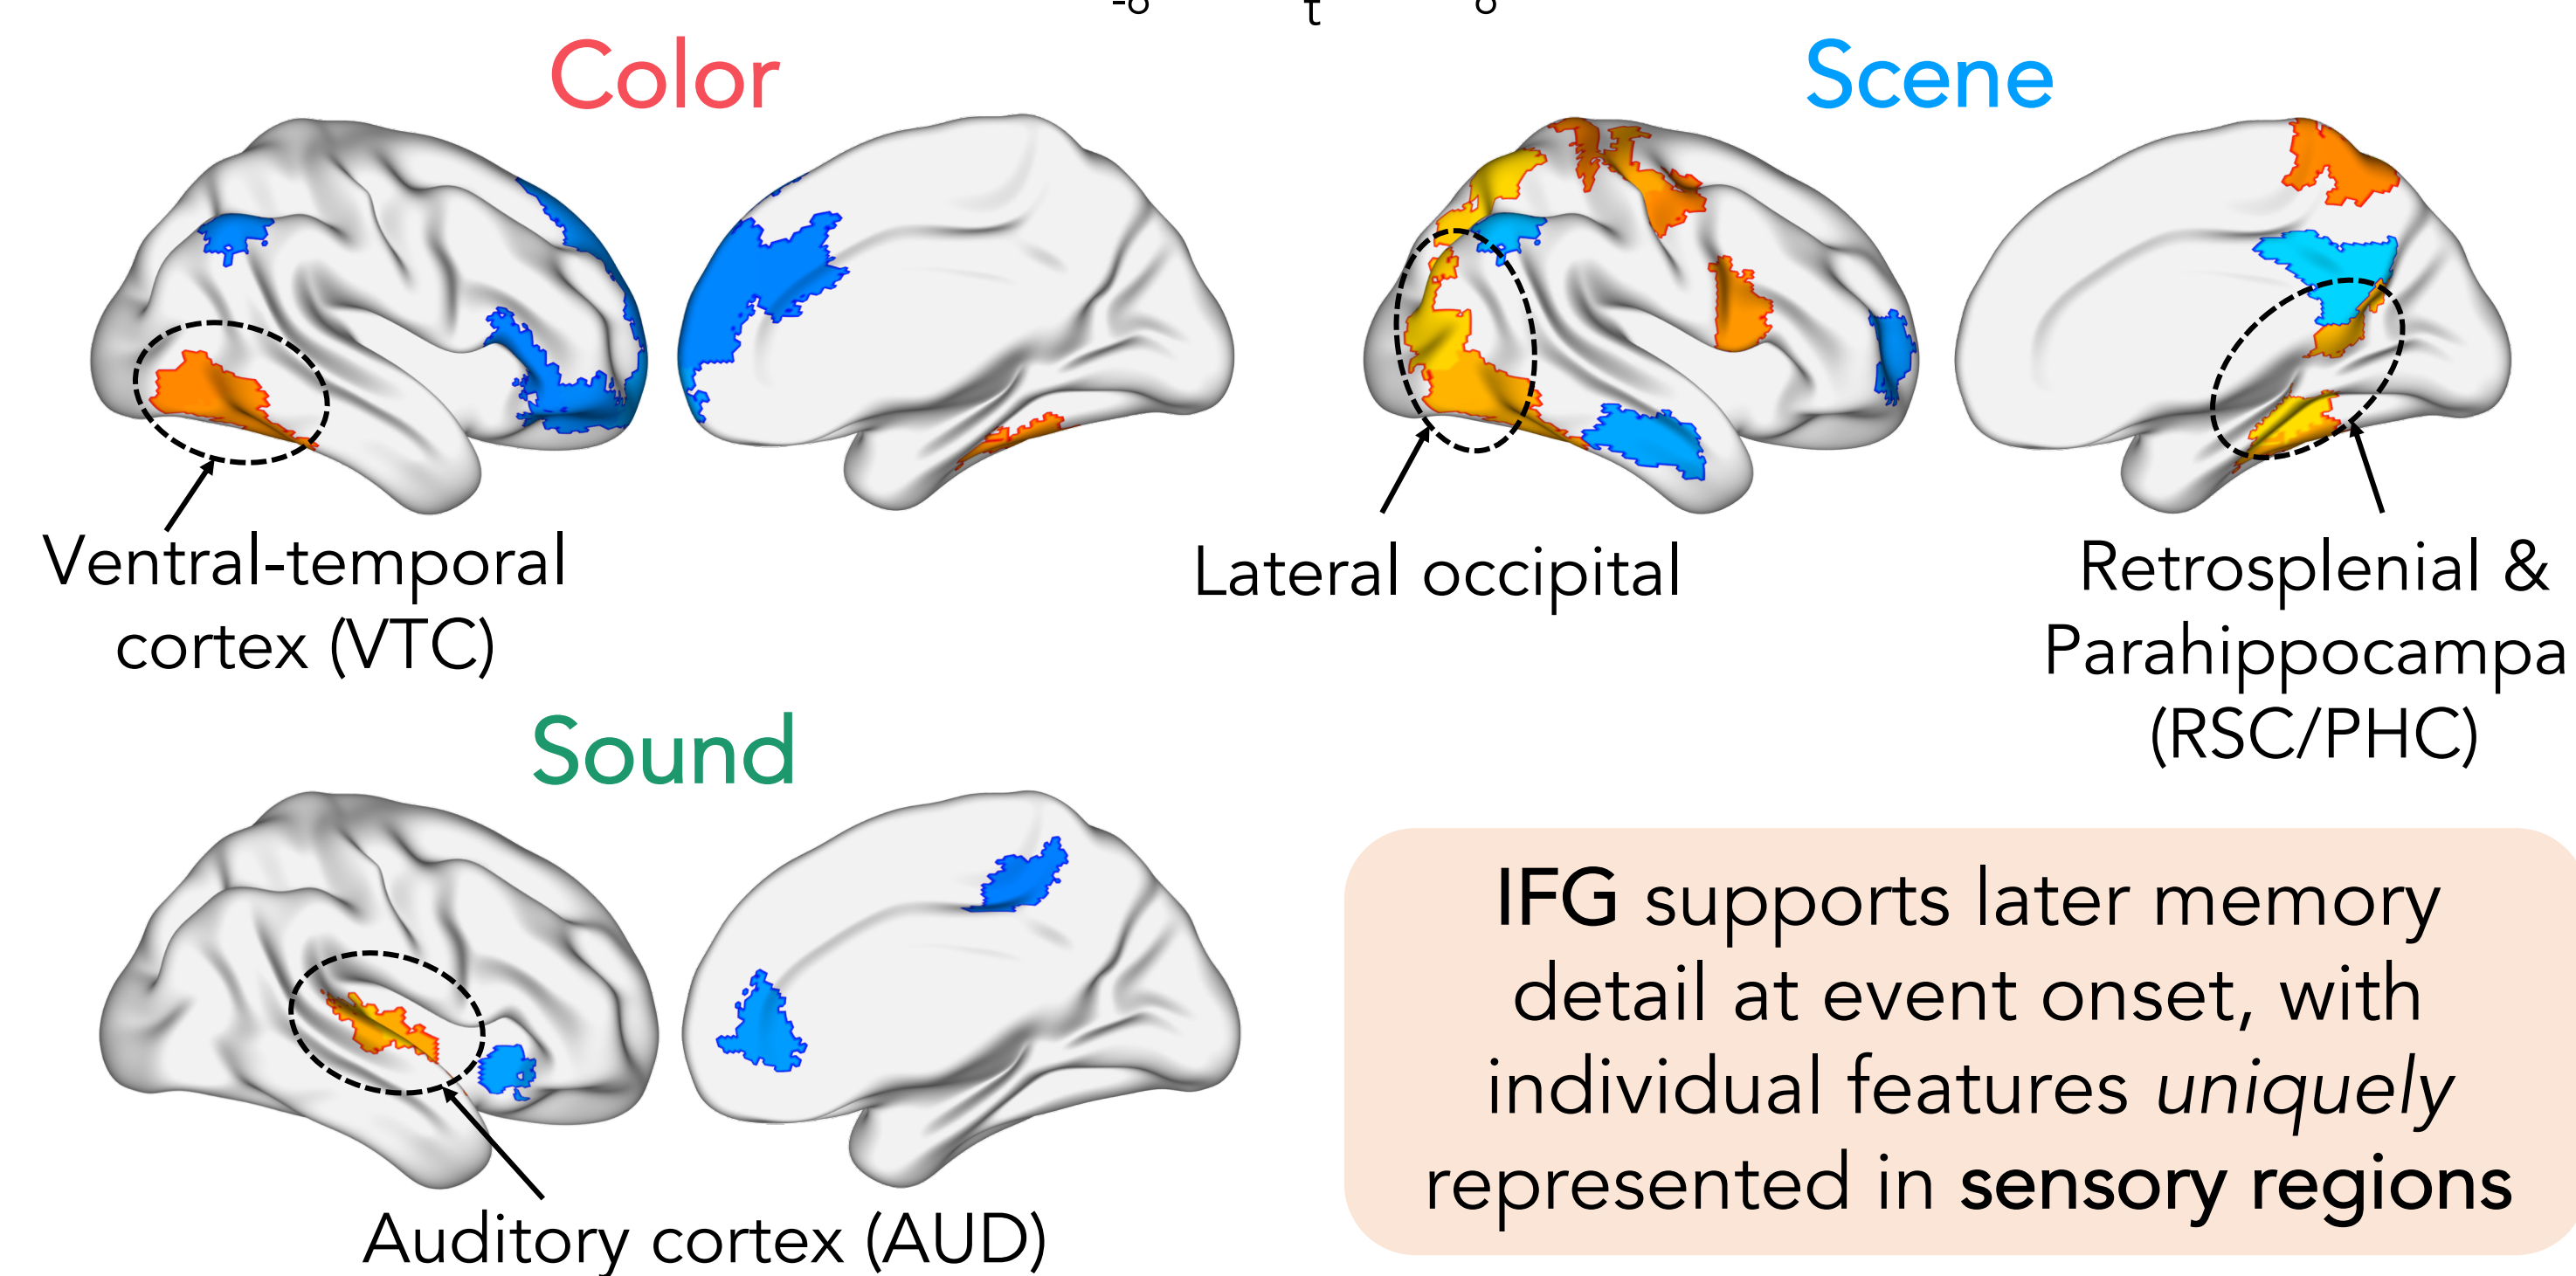 t
Color
Scene
Ventral-temporal
cortex (VTC)
Lateral occipital
Retrosplenial &
Parahippocampa
(RSC/PHC)
Sound
Auditory cortex (AUD)
IFG supports later memory
detail at event onset, with
individual features uniquely
represented in sensory regions